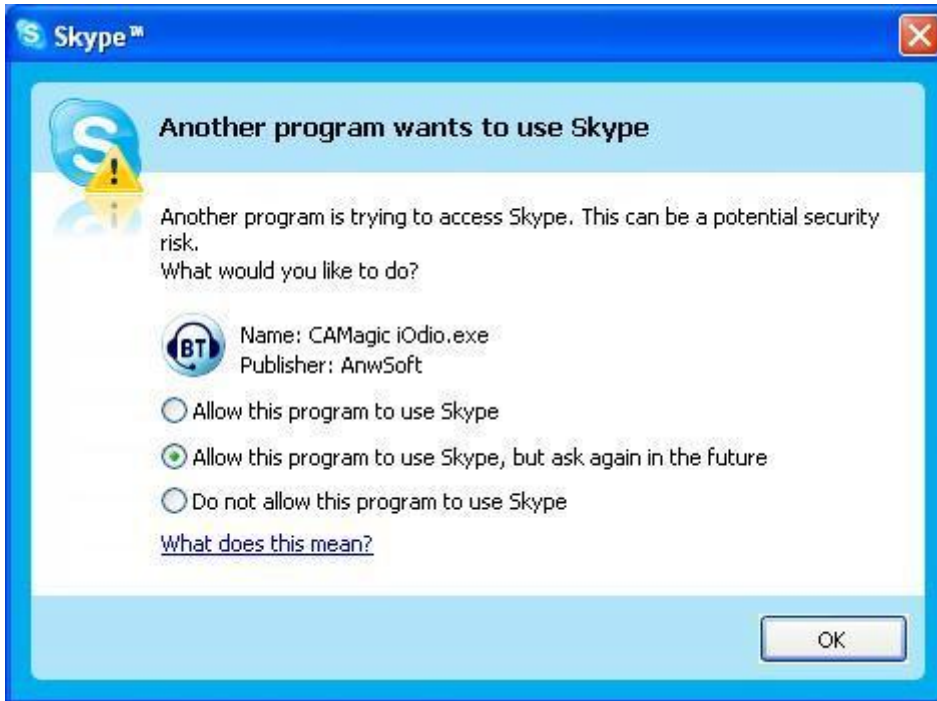 Skype™
Another program wants to use Skype
Another program is trying to access Skype. This can be a potential security
risk.
What would you like to do?
BT
Name: CAMagic iOdio.exe
Publisher: AnwSoft
Allow this program to use Skype
Allow this program to use Skype, but ask again in the future
Do not allow this program to use Skype
What does this mean?
OK